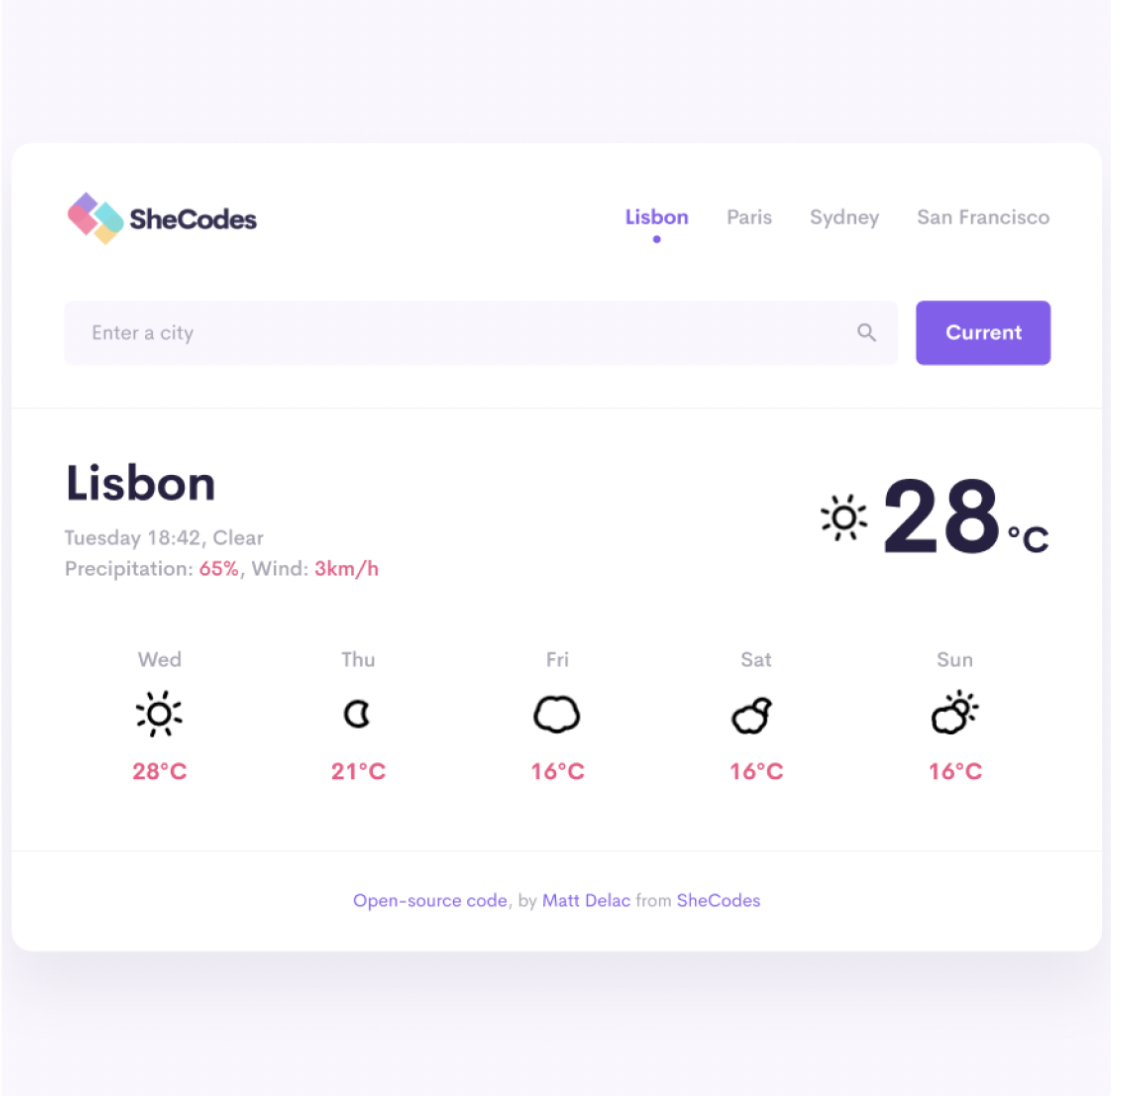 SheCodes
Lisbon Paris Sydney San Francisco
Enter a city
Current
Lisbon
Tuesday 18:42, Clear
Precipitation: 65%, Wind: 3km/h
28 °C
Wed Thu Fri Sat Sun
28°C 21°C 16°C 16°C 16°C
Open-source code, by Matt Delac from SheCodes